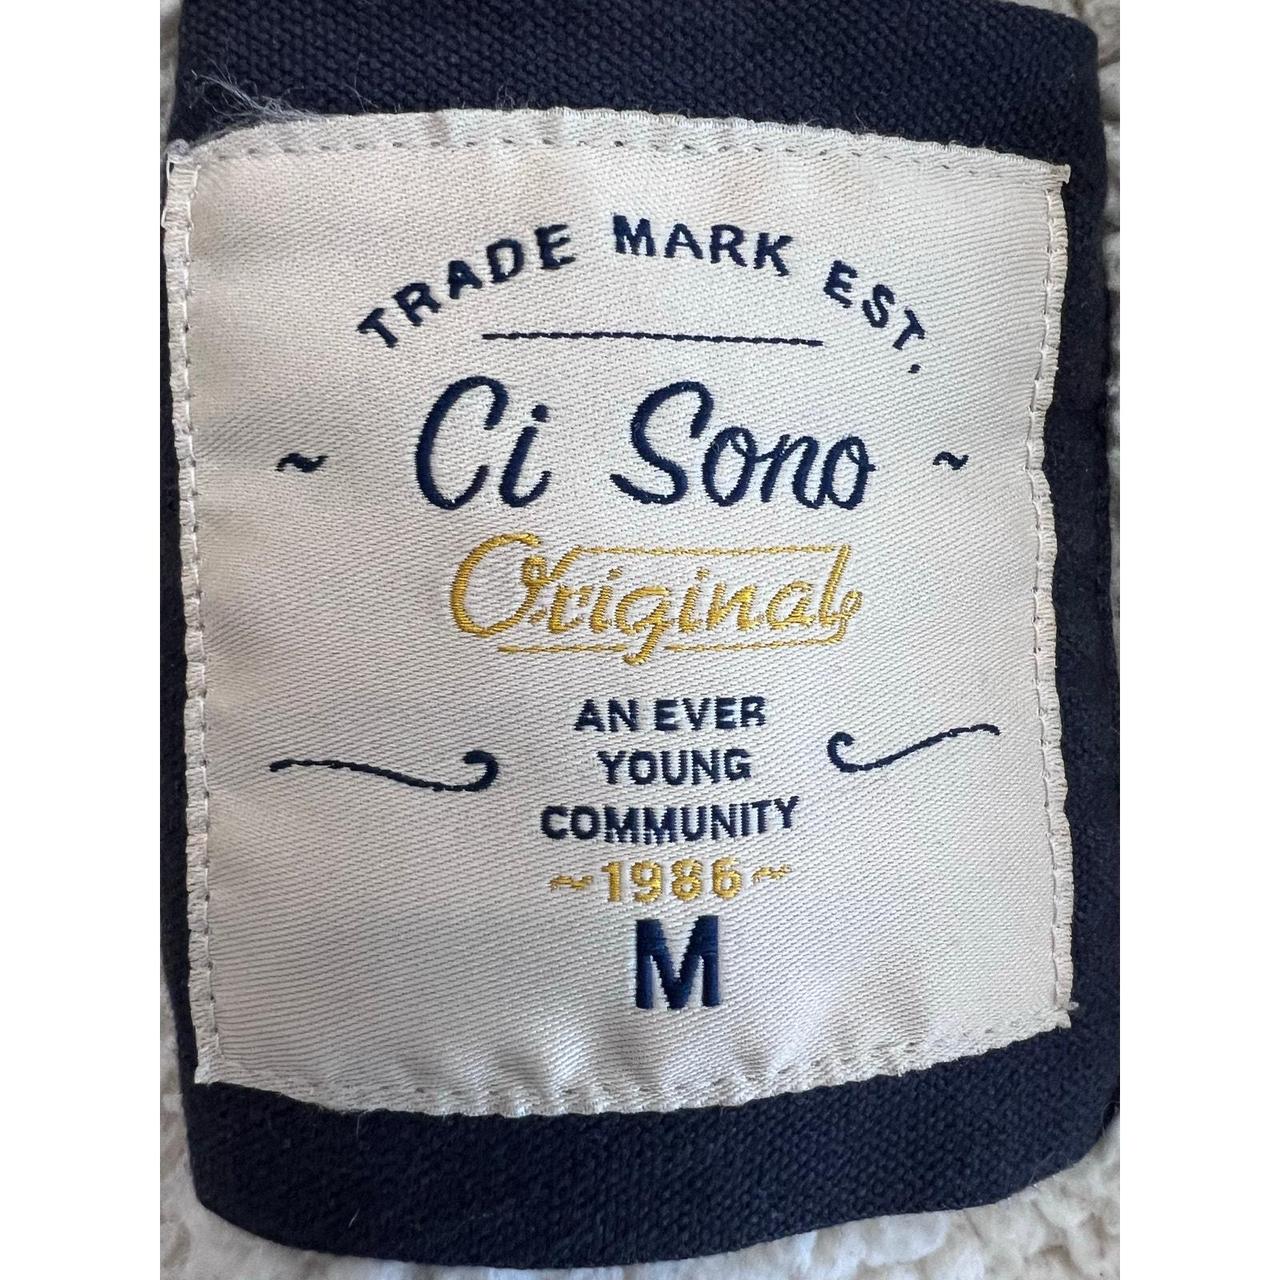 TRADE MARK EST.
~ Ci Sono ~
Original
AN EVER
YOUNG
COMMUNITY
~1986~
M